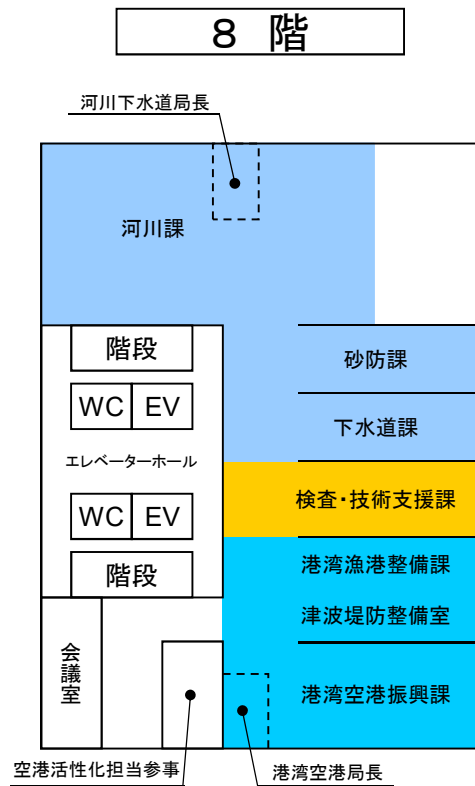 8 階
河川下水道局長
河川課
階段
砂防課
WC EV
下水道課
エレベーターホール
検査・技術支援課
WC EV
港湾漁港整備課
階段
津波堤防整備室
会議室
港湾空港振興課
空港活性化担当参事
港湾空港局長